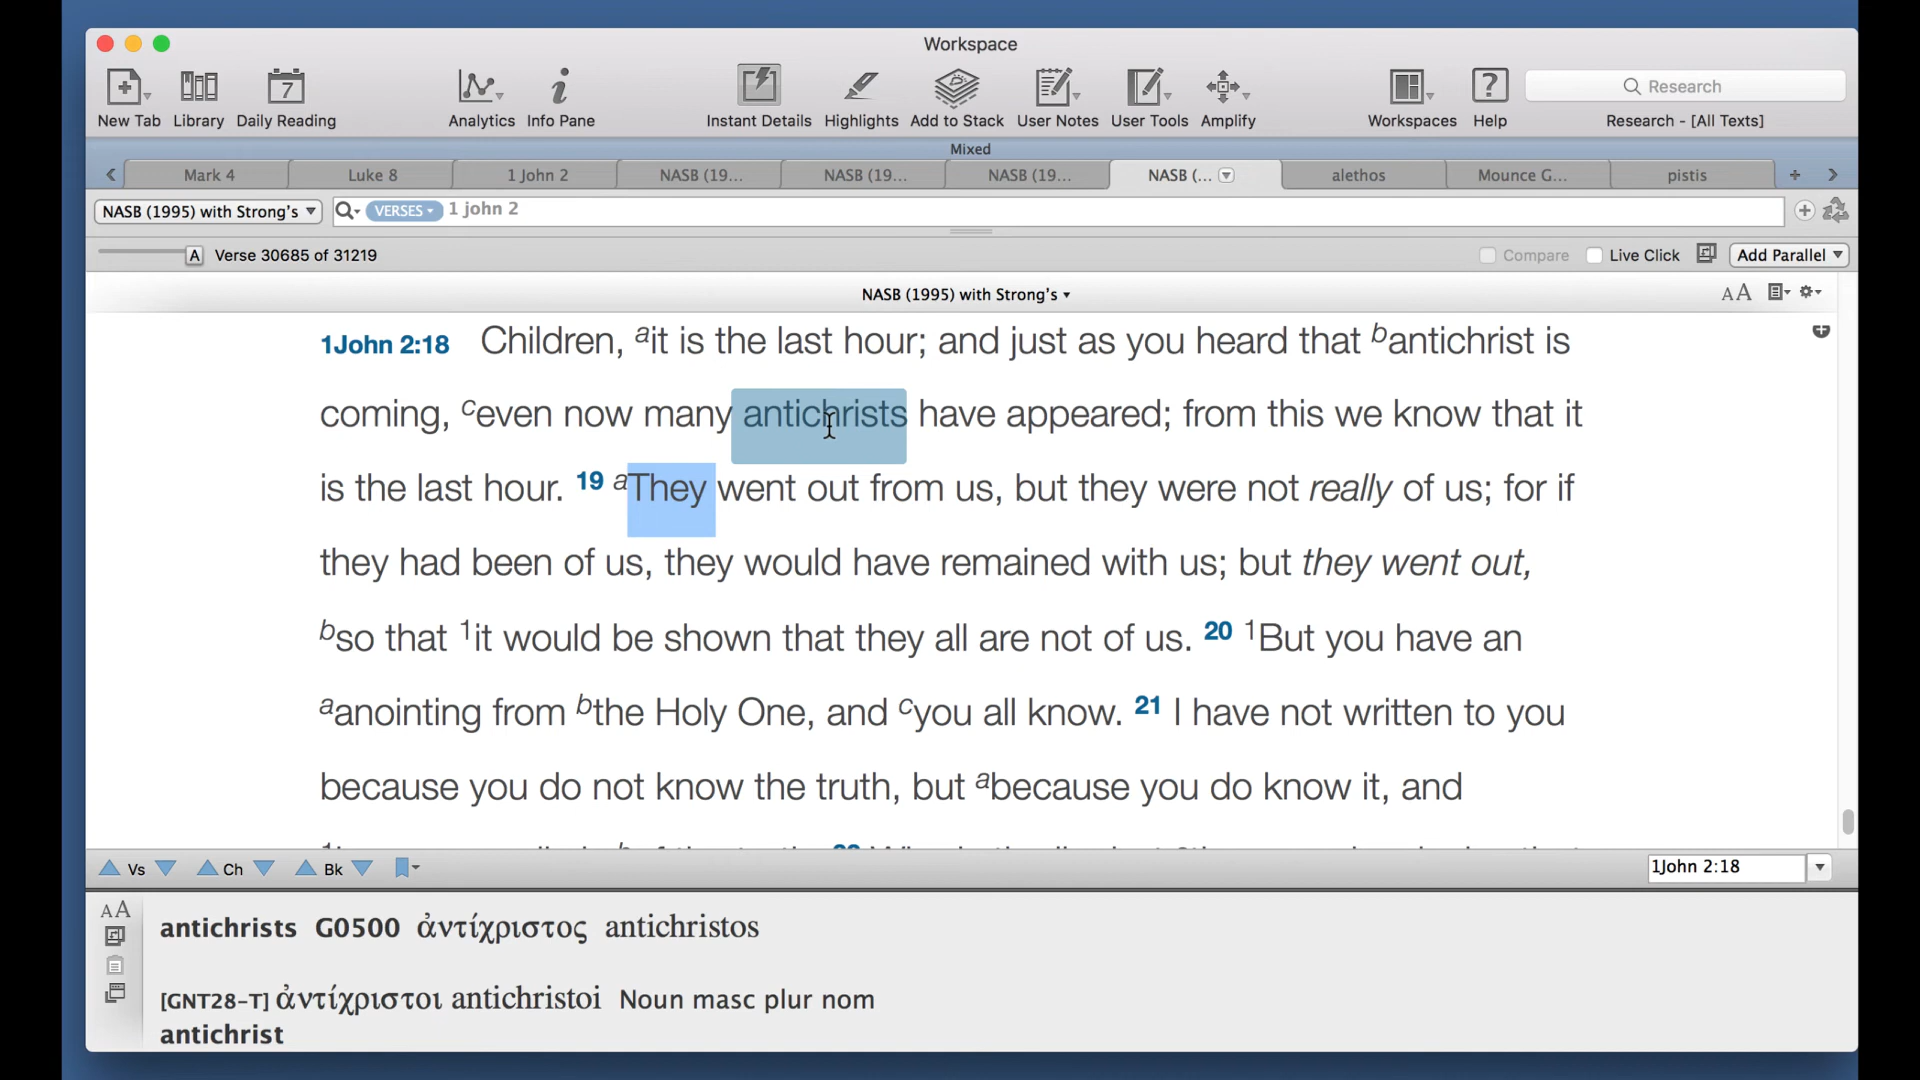 Workspace
New Tab Library Daily Reading Analytics Info Pane Instant Details Highlights Add to Stack User Notes User Tools Amplify Workspaces Help Research
Research - [All Texts]
Mixed
Mark 4 Luke 8 1 John 2 NASB (19... NASB (19... NASB (19... NASB (... alethos Mounce G... pistis
NASB (1995) with Strong's VERSES 1 john 2
A Verse 30685 of 31219 Compare Live Click Add Parallel
NASB (1995) with Strong's AA
1John 2:18 Children, ait is the last hour; and just as you heard that bantichrist is
coming, ceven now many antichrists have appeared; from this we know that it
is the last hour. 19 aThey went out from us, but they were not really of us; for if
they had been of us, they would have remained with us; but they went out,
bso that 1it would be shown that they all are not of us. 20 1But you have an
aanointing from bthe Holy One, and cyou all know. 21 I have not written to you
because you do not know the truth, but abecause you do know it, and
Vs Ch Bk 1John 2:18
AA
antichrists G0500 ἀντίχριστος antichristos
[GNT28-T] ἀντίχριστοι antichristoi Noun masc plur nom
antichrist